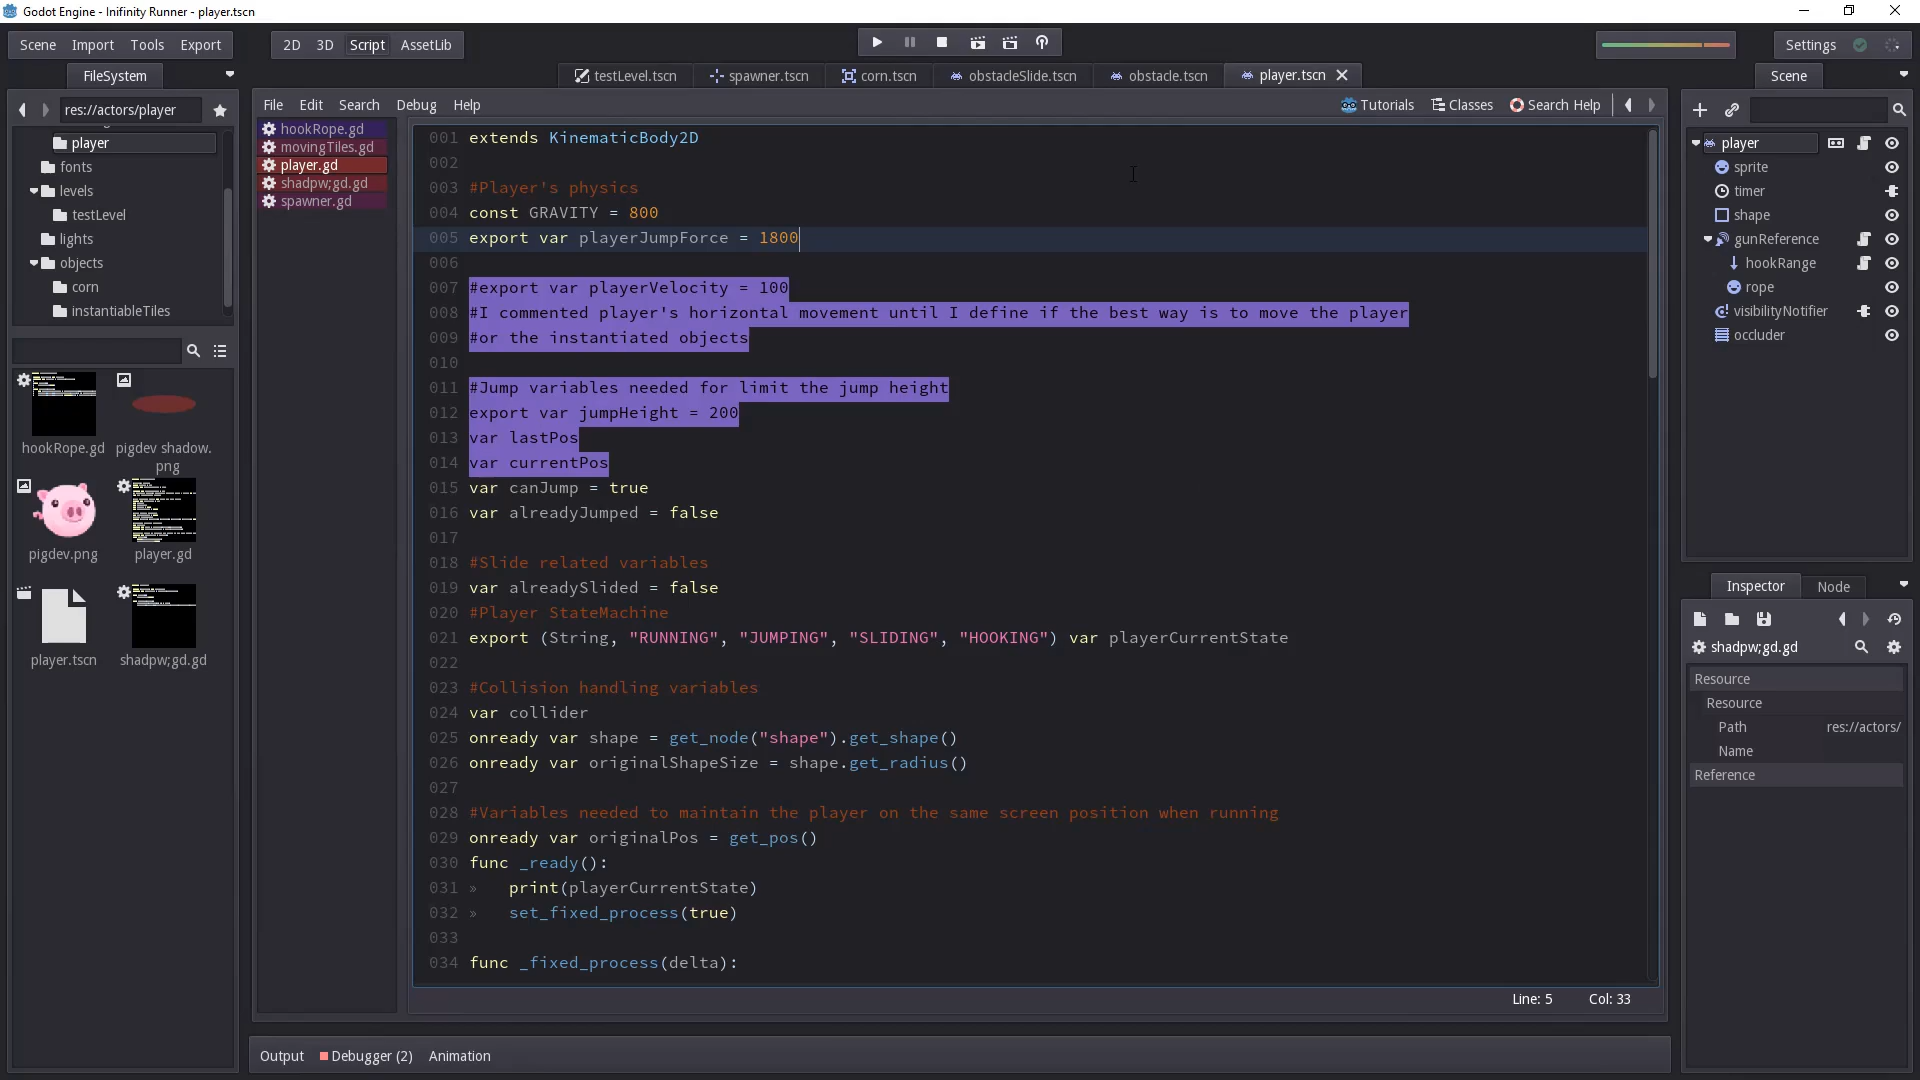 Godot Engine - Inifinity Runner - player.tscn
Scene Import Tools Export
2D 3D Script AssetLib
Settings
FileSystem
testLevel.tscn spawner.tscn corn.tscn obstacleSlide.tscn obstacle.tscn player.tscn
Scene
res://actors/player
File Edit Search Debug Help
Tutorials Classes Search Help
player
fonts
levels
testLevel
lights
objects
corn
instantiableTiles
hookRope.gd
pigdev shadow.
png
pigdev.png
player.gd
player.tscn
shadpw;gd.gd
hookRope.gd
movingTiles.gd
player.gd
shadpw;gd.gd
spawner.gd
001 extends KinematicBody2D
002
003 #Player's physics
004 const GRAVITY = 800
005 export var playerJumpForce = 1800
006
007 #export var playerVelocity = 100
008 #I commented player's horizontal movement until I define if the best way is to move the player
009 #or the instantiated objects
010
011 #Jump variables needed for limit the jump height
012 export var jumpHeight = 200
013 var lastPos
014 var currentPos
015 var canJump = true
016 var alreadyJumped = false
017
018 #Slide related variables
019 var alreadySlided = false
020 #Player StateMachine
021 export (String, "RUNNING", "JUMPING", "SLIDING", "HOOKING") var playerCurrentState
022
023 #Collision handling variables
024 var collider
025 onready var shape = get_node("shape").get_shape()
026 onready var originalShapeSize = shape.get_radius()
027
028 #Variables needed to maintain the player on the same screen position when running
029 onready var originalPos = get_pos()
030 func _ready():
031 » print(playerCurrentState)
032 » set_fixed_process(true)
033
034 func _fixed_process(delta):
Line: 5 Col: 33
Output Debugger (2) Animation
player
sprite
timer
shape
gunReference
hookRange
rope
visibilityNotifier
occluder
Inspector Node
shadpw;gd.gd
Resource
Resource
Path res://actors/
Name
Reference